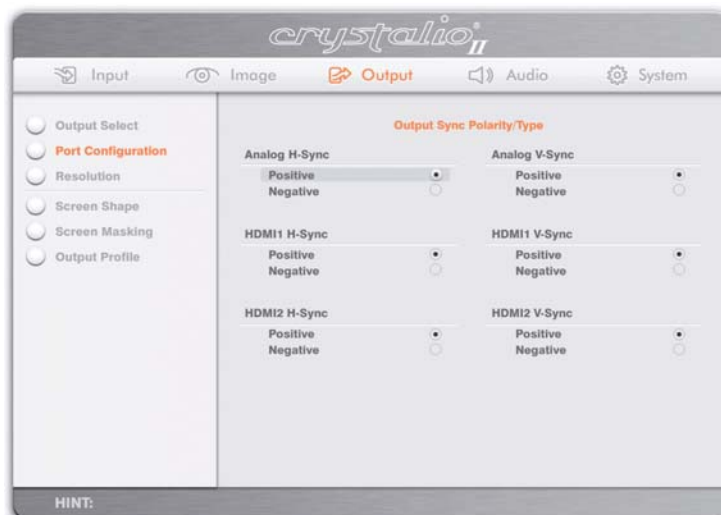 crystalio II
Input Image Output Audio System
Output Select
Port Configuration
Resolution
Screen Shape
Screen Masking
Output Profile
Output Sync Polarity/Type
Analog H-Sync
Positive
Negative
Analog V-Sync
Positive
Negative
HDMI1 H-Sync
Positive
Negative
HDMI1 V-Sync
Positive
Negative
HDMI2 H-Sync
Positive
Negative
HDMI2 V-Sync
Positive
Negative
HINT: